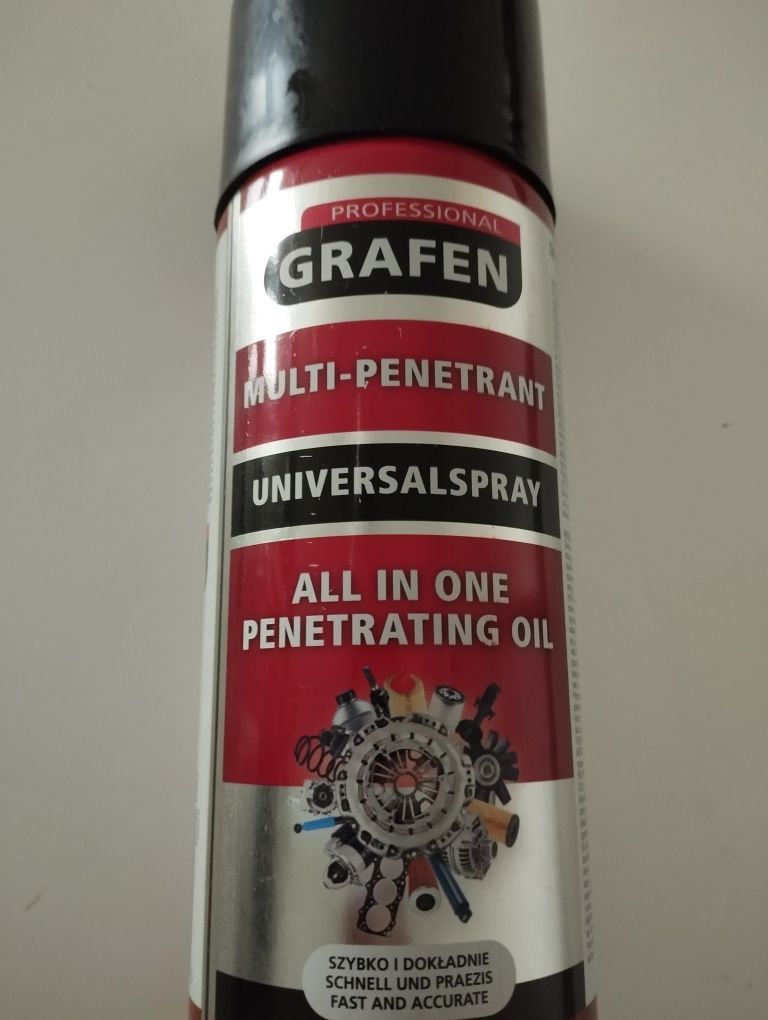 PROFESSIONAL
GRAFEN
MULTI-PENETRANT
UNIVERSALSPRAY
ALL IN ONE
PENETRATING OIL
SZYBKO I DOKŁADNIE
SCHNELL UND PRAEZIS
FAST AND ACCURATE